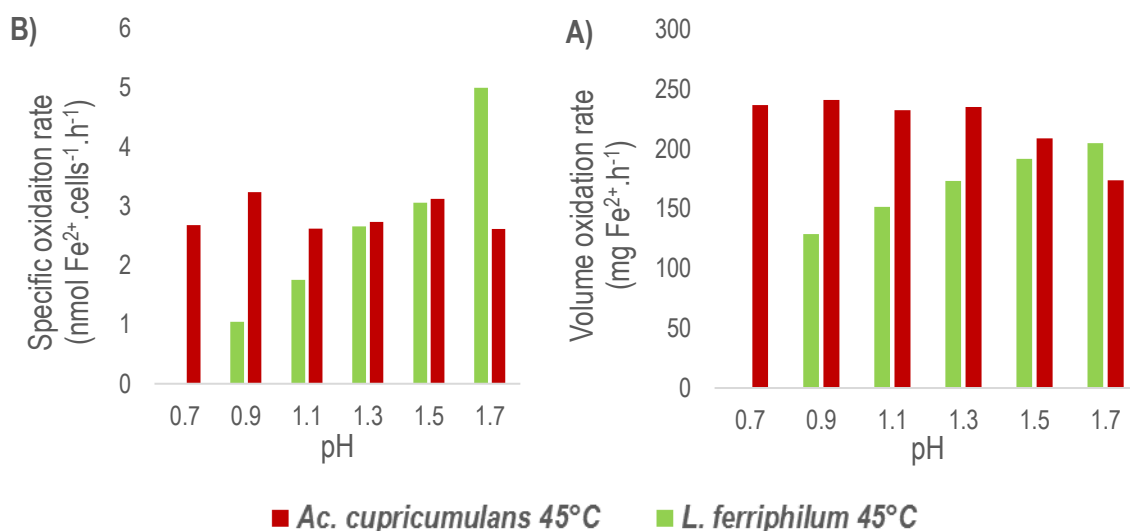 B)
Specific oxidaiton rate
(nmol Fe²⁺.cells⁻¹.h⁻¹)
6
5
4
3
2
1
0
0.7 0.9 1.1 1.3 1.5 1.7
pH
A)
Volume oxidation rate
(mg Fe²⁺.h⁻¹)
300
250
200
150
100
50
0
0.7 0.9 1.1 1.3 1.5 1.7
pH
Ac. cupricumulans 45°C L. ferriphilum 45°C